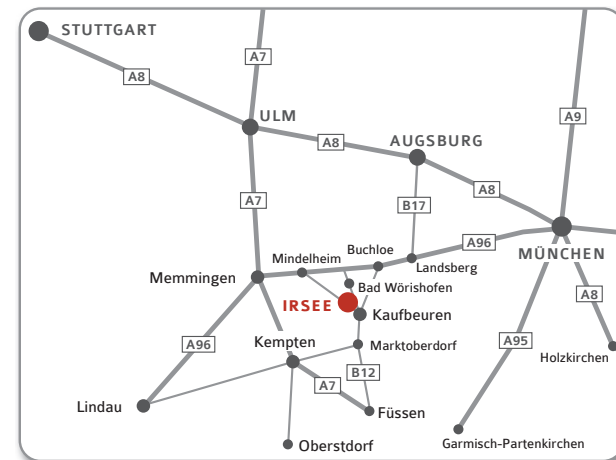 STUTTGART
A7
A8
ULM
A9
A8
AUGSBURG
A8
A7
B17
A96
Buchloe
Mindelheim
Landsberg
MÜNCHEN
Memmingen
Bad Wörishofen
A8
IRSEE
Kaufbeuren
A96
Kempten
Marktoberdorf
A95
Holzkirchen
A7
B12
Lindau
Füssen
Oberstdorf
Garmisch-Partenkirchen